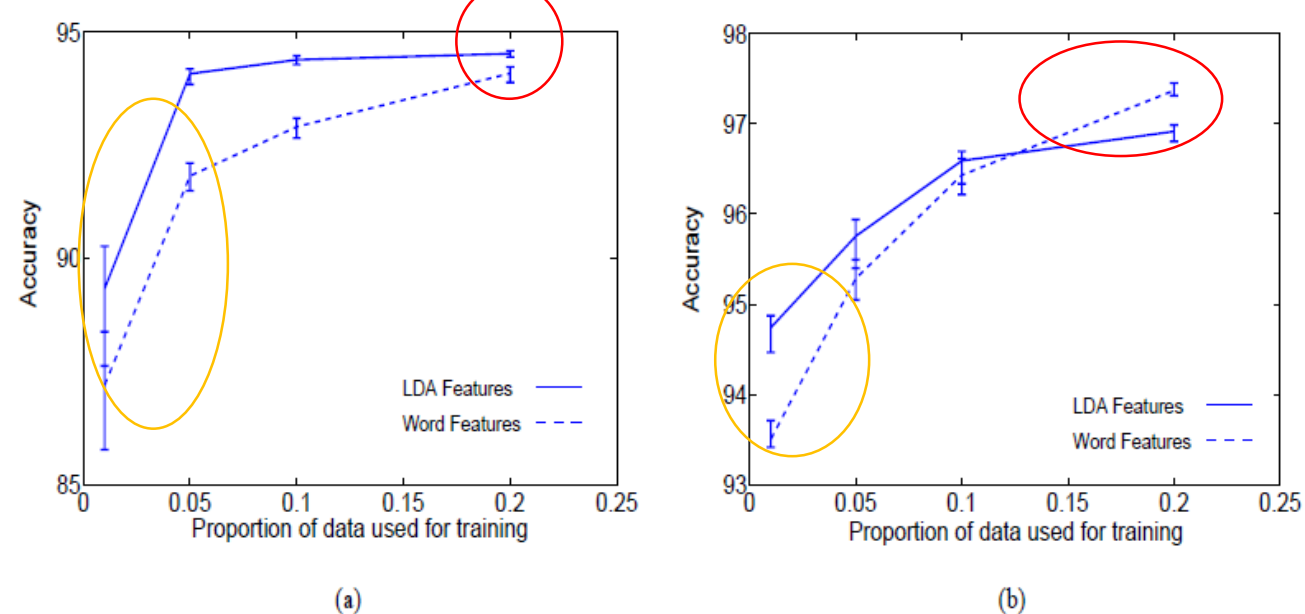 95
90
85
0
0.05
0.1
0.15
0.2
0.25
Accuracy
LDA Features
Word Features
Proportion of data used for training
(a)
98
97
96
95
94
93
0
0.05
0.1
0.15
0.2
0.25
Accuracy
LDA Features
Word Features
Proportion of data used for training
(b)